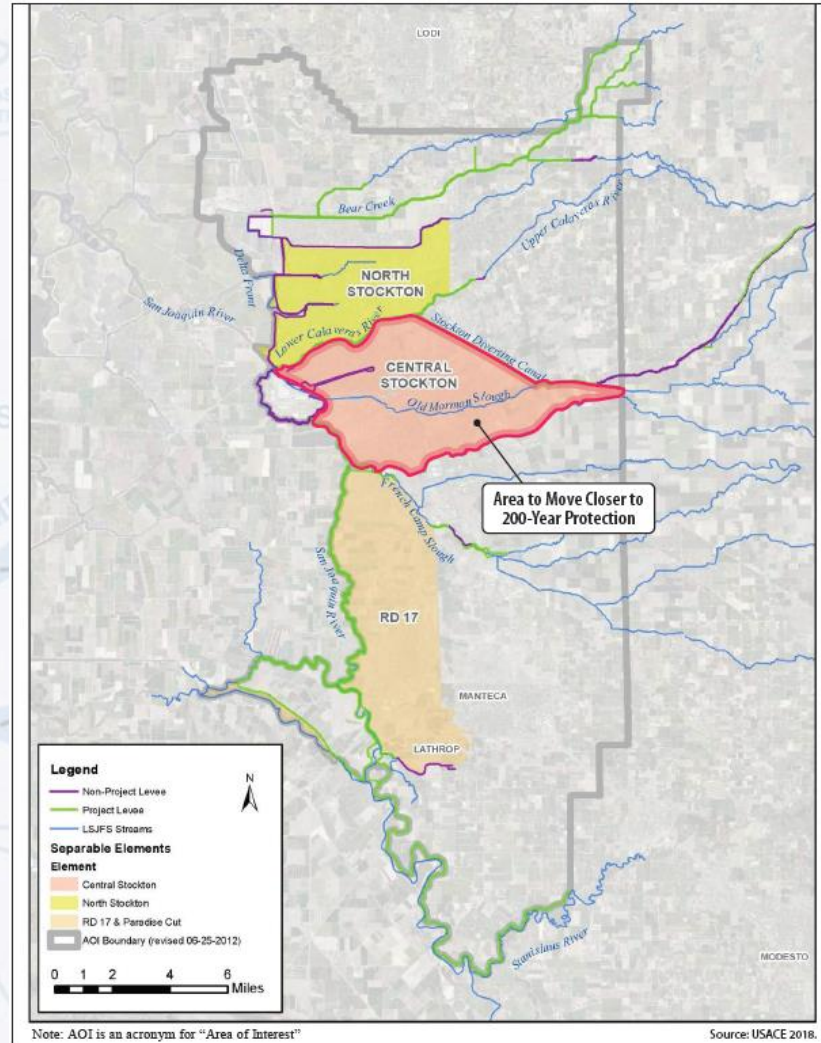 LODI
Bear Creek
Upper Calaveras River
Delta Front
NORTH
STOCKTON
San Joaquin River
Lower Calaveras River
Stockton Diverting Canal
CENTRAL
STOCKTON
Old Mormon Slough
Area to Move Closer to
200-Year Protection
French Camp Slough
San Joaquin River
RD 17
MANTECA
LATHROP
Stanislaus River
MODESTO
Legend
N
Non-Project Levee
Project Levee
LSJFS Streams
Separable Elements
Element
Central Stockton
North Stockton
RD 17 & Paradise Cut
AOI Boundary (revised 06-25-2012)
0 1 2 4 6
Miles
Note: AOI is an acronym for “Area of Interest”
Source: USACE 2018.